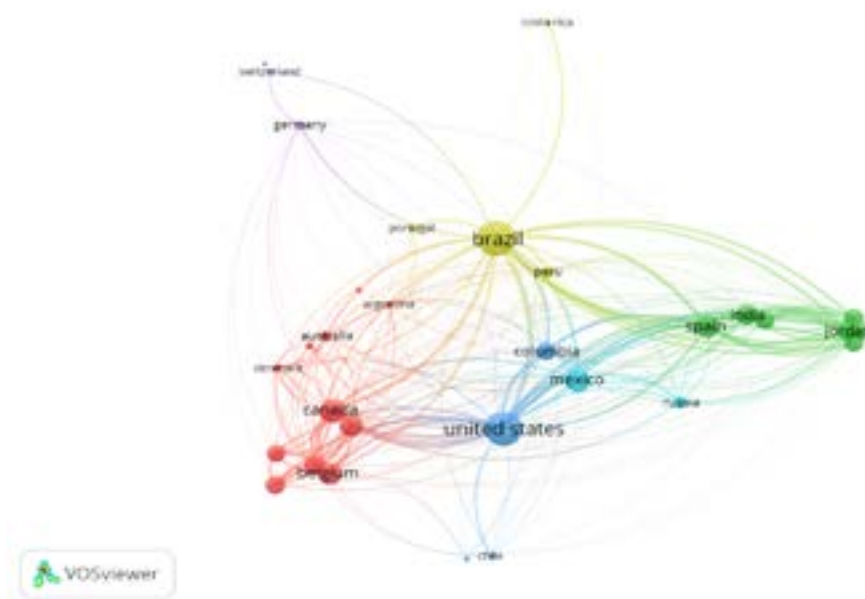 costa rica
switzerland
germany
portugal
brazil
peru
argentina
australia
india
spain
jordan
colombia
mexico
canada
united states
belgium
chile
VOSviewer